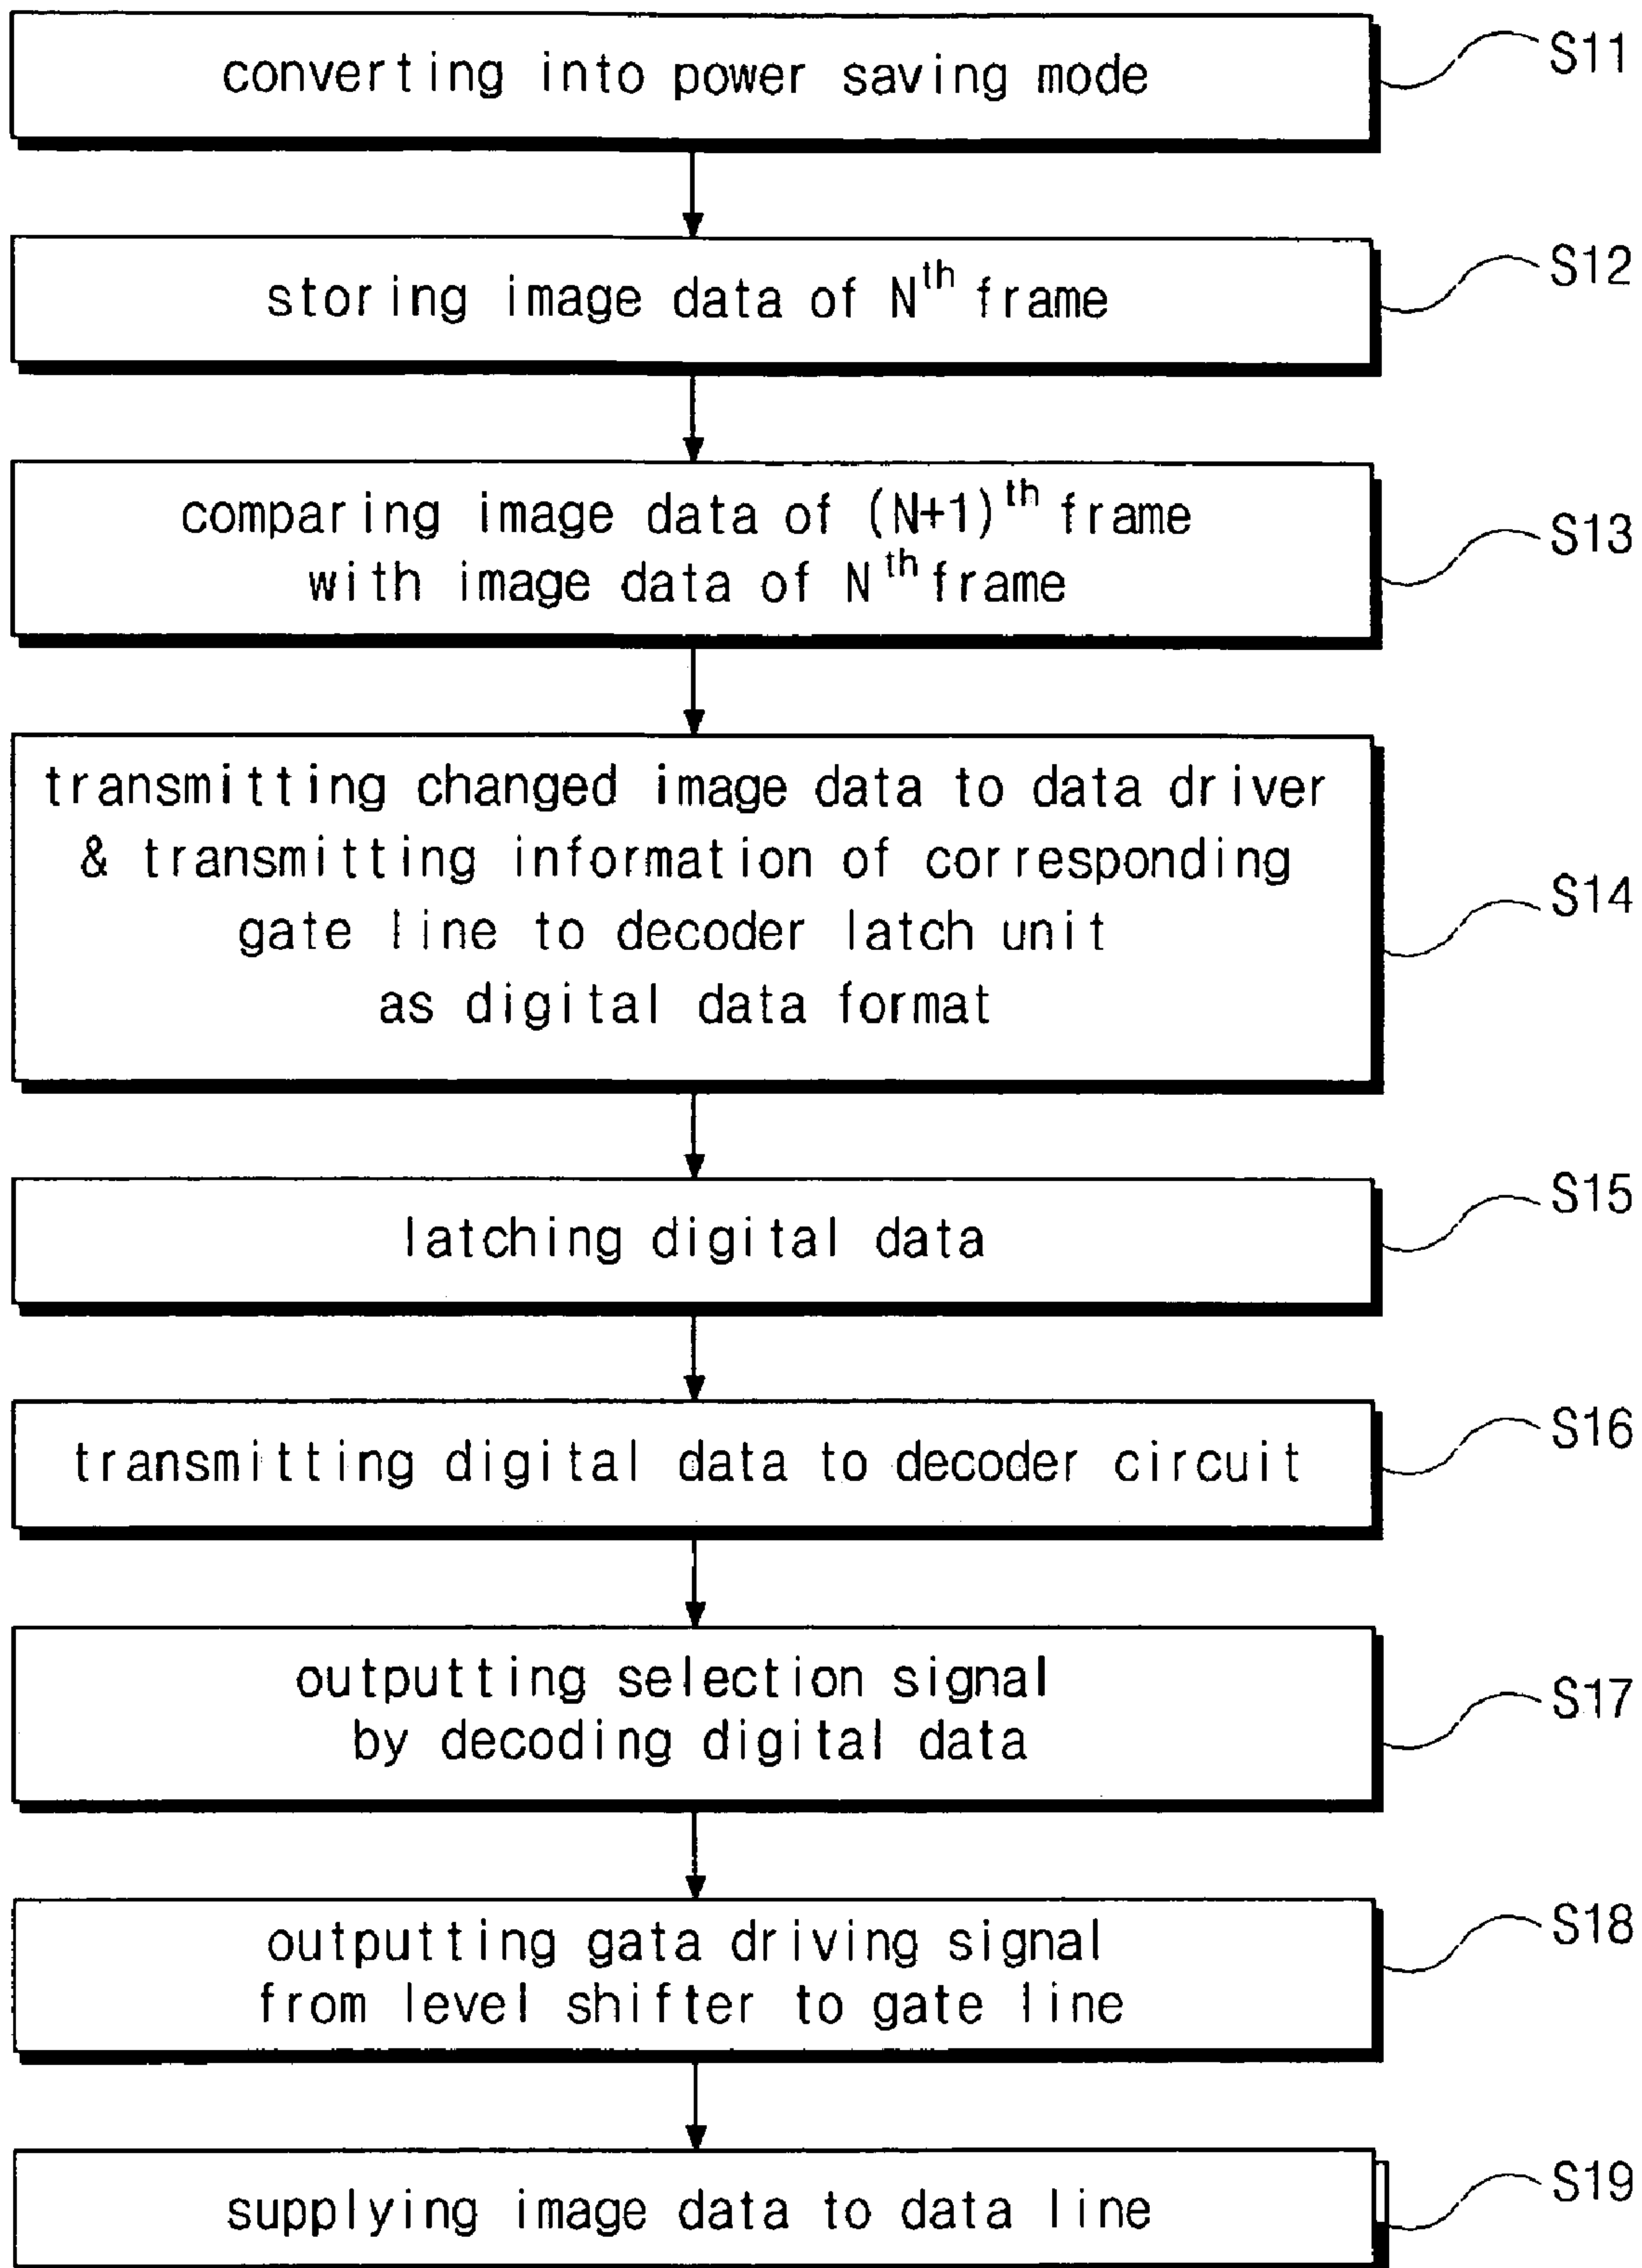 converting into power saving mode
S11
storing image data of Nth frame
S12
comparing image data of (N+1)th frame
with image data of Nth frame
S13
transmitting changed image data to data driver
& transmitting information of corresponding
gate line to decoder latch unit
as digital data format
S14
latching digital data
S15
transmitting digital data to decoder circuit
S16
outputting selection signal
by decoding digital data
S17
outputting gata driving signal
from level shifter to gate line
S18
supplying image data to data line
S19